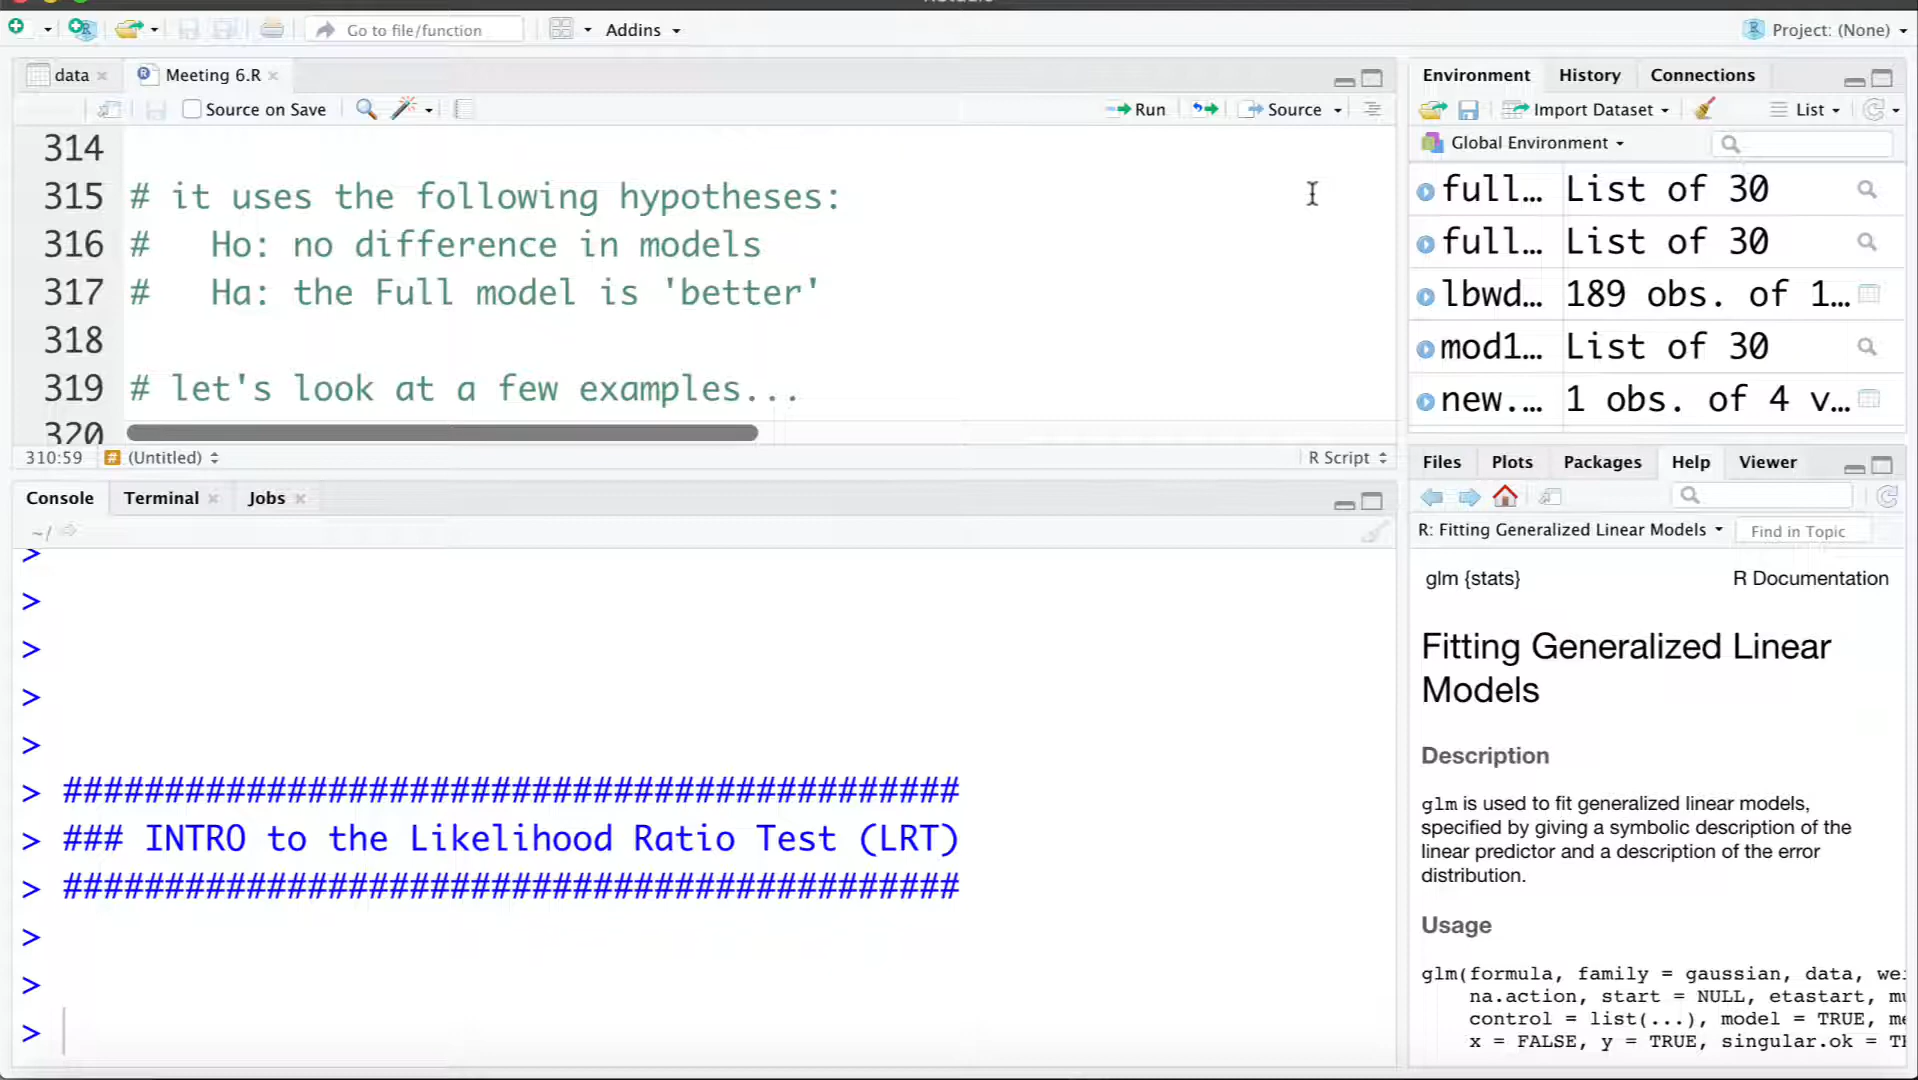 Go to file/function
Addins
Project: (None)
data
Meeting 6.R
Source on Save
Run
Source
314
315 # it uses the following hypotheses:
316 #   Ho: no difference in models
317 #   Ha: the Full model is 'better'
318
319 # let's look at a few examples...
320
310:59
(Untitled)
R Script
Console
Terminal
Jobs
~/
>
>
>
>
>
> ############################################
> ### INTRO to the Likelihood Ratio Test (LRT)
> ############################################
>
>
>
Environment
History
Connections
Import Dataset
List
Global Environment
full... List of 30
full... List of 30
lbwd... 189 obs. of 1...
mod1... List of 30
new.... 1 obs. of 4 v...
Files
Plots
Packages
Help
Viewer
R: Fitting Generalized Linear Models
Find in Topic
glm {stats}
R Documentation
Fitting Generalized Linear
Models
Description
glm is used to fit generalized linear models,
specified by giving a symbolic description of the
linear predictor and a description of the error
distribution.
Usage
glm(formula, family = gaussian, data,
na.action, start = NULL, etastart,
control = list(...), model = TRUE,
x = FALSE, y = TRUE, singular.ok =